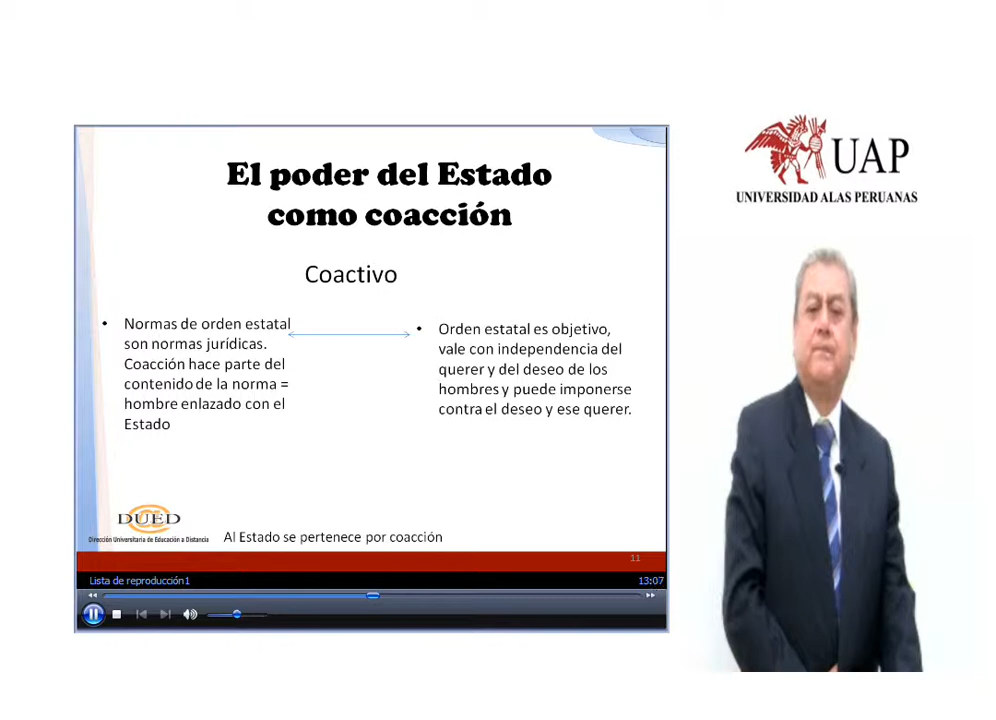 El poder del Estado
como coacción
Coactivo
• Normas de orden estatal
son normas jurídicas.
Coacción hace parte del
contenido de la norma =
hombre enlazado con el
Estado
• Orden estatal es objetivo,
vale con independencia del
querer y del deseo de los
hombres y puede imponerse
contra el deseo y ese querer.
DUED
Dirección Universitaria de Educación a Distancia
Al Estado se pertenece por coacción
11
Lista de reproducción1
13:07
UAP
UNIVERSIDAD ALAS PERUANAS